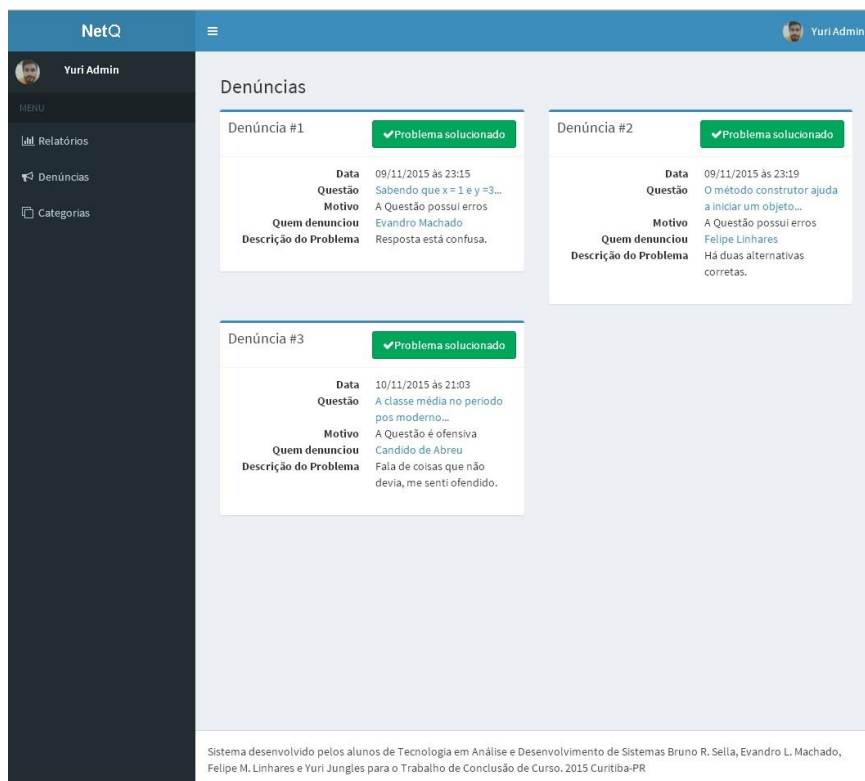 NetQ
Yuri Admin
Yuri Admin
MENU
Relatórios
Denúncias
Categorias
Denúncias
Denúncia #1
Problema solucionado
Data 09/11/2015 às 23:15
Questão Sabendo que x = 1 e y =3...
Motivo A Questão possui erros
Quem denunciou Evandro Machado
Descrição do Problema Resposta está confusa.
Denúncia #2
Problema solucionado
Data 09/11/2015 às 23:19
Questão O método construtor ajuda
a iniciar um objeto...
Motivo A Questão possui erros
Quem denunciou Felipe Linhares
Descrição do Problema Há duas alternativas
corretas.
Denúncia #3
Problema solucionado
Data 10/11/2015 às 21:03
Questão A classe média no periodo
pos moderno...
Motivo A Questão é ofensiva
Quem denunciou Candido de Abreu
Descrição do Problema Fala de coisas que não
devia, me senti ofendido.
Sistema desenvolvido pelos alunos de Tecnologia em Análise e Desenvolvimento de Sistemas Bruno R. Sella, Evandro L. Machado,
Felipe M. Linhares e Yuri Jungles para o Trabalho de Conclusão de Curso. 2015 Curitiba-PR